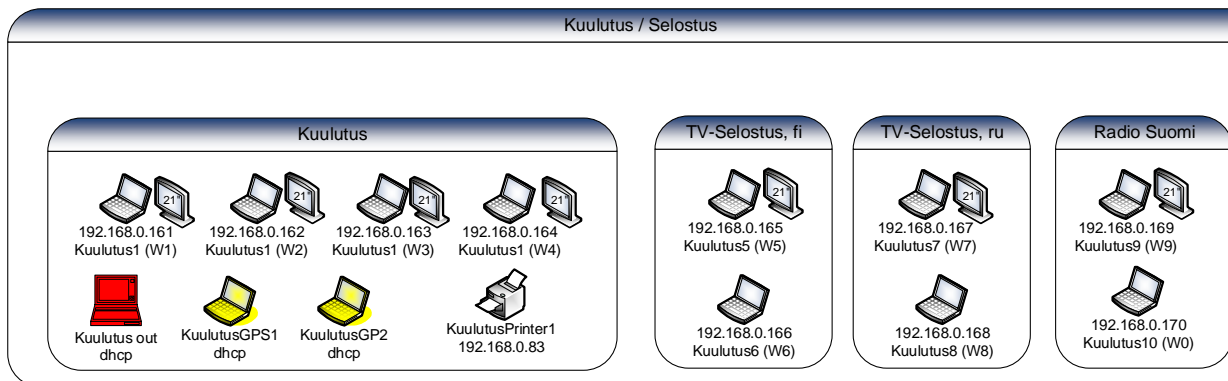 Kuulutus / Selostus
Kuulutus
21"
21"
21"
21"
192.168.0.161
Kuulutus1 (W1)
192.168.0.162
Kuulutus1 (W2)
192.168.0.163
Kuulutus1 (W3)
192.168.0.164
Kuulutus1 (W4)
Kuulutus out
dhcp
KuulutusGPS1
dhcp
KuulutusGP2
dhcp
KuulutusPrinter1
192.168.0.83
TV-Selostus, fi
21"
192.168.0.165
Kuulutus5 (W5)
192.168.0.166
Kuulutus6 (W6)
TV-Selostus, ru
21"
192.168.0.167
Kuulutus7 (W7)
192.168.0.168
Kuulutus8 (W8)
Radio Suomi
21"
192.168.0.169
Kuulutus9 (W9)
192.168.0.170
Kuulutus10 (W0)